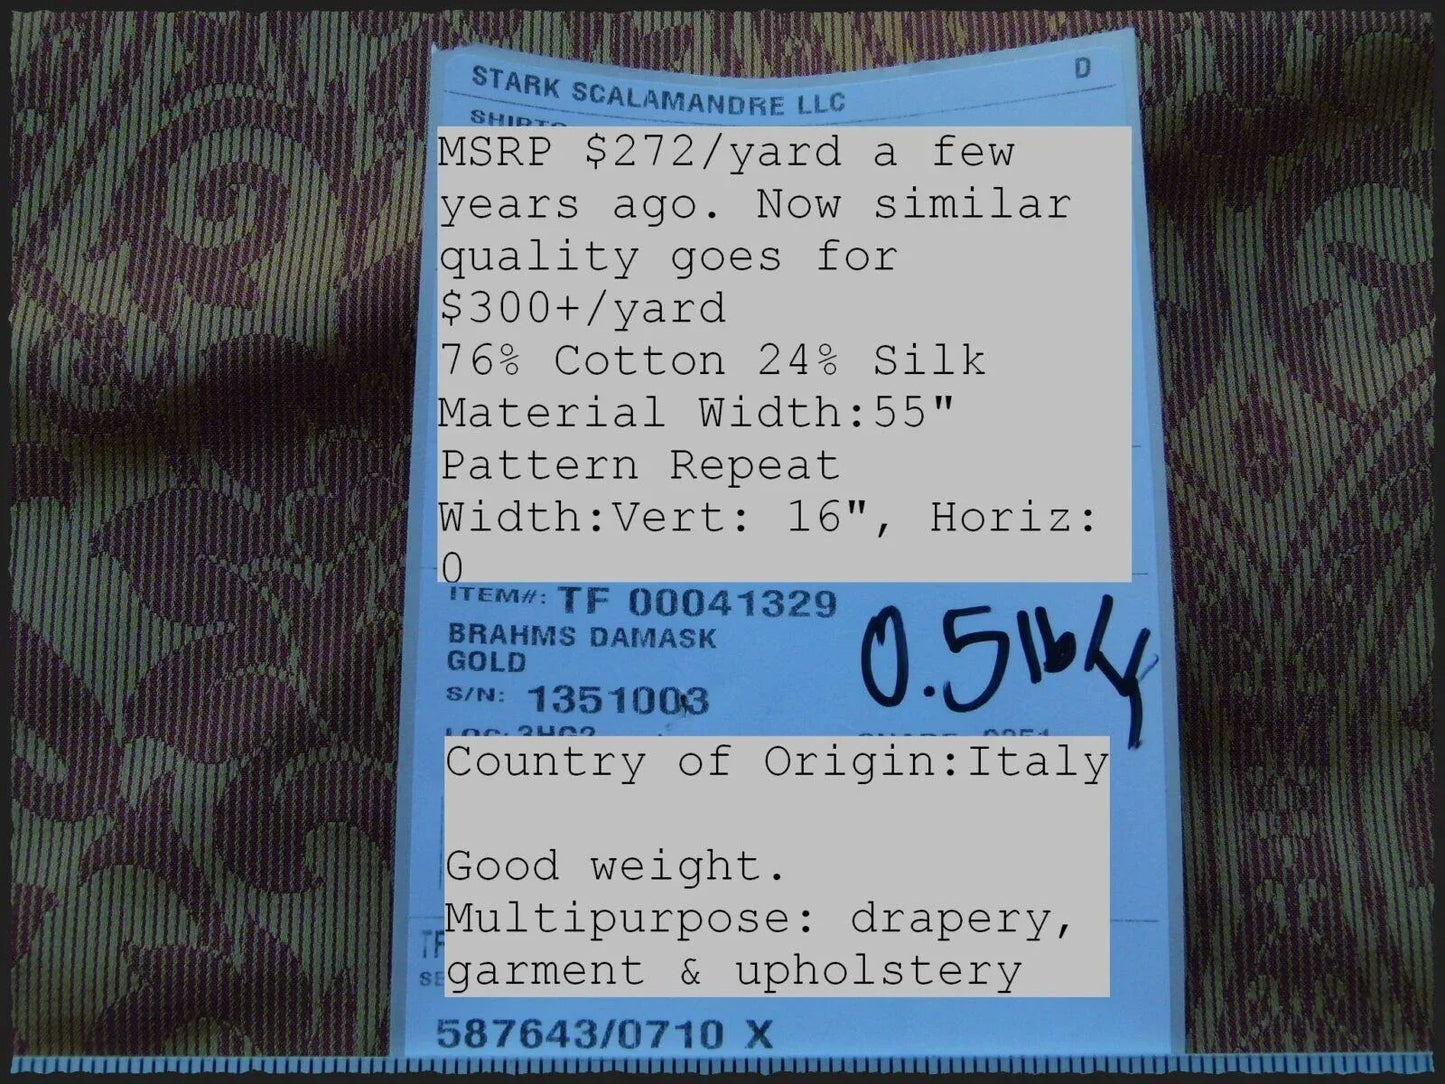 STARK SCALAMANDRE LLC
D
MSRP $272/yard a few
years ago. Now similar
quality goes for
$300+/yard
76% Cotton 24% Silk
Material Width:55"
Pattern Repeat
Width:Vert: 16", Horiz:
0
ITEM#: TF 00041329
BRAHMS DAMASK
GOLD
0.5lb
S/N: 1351003
Country of Origin:Italy
Good weight.
Multipurpose: drapery,
garment & upholstery
587643/0710 X